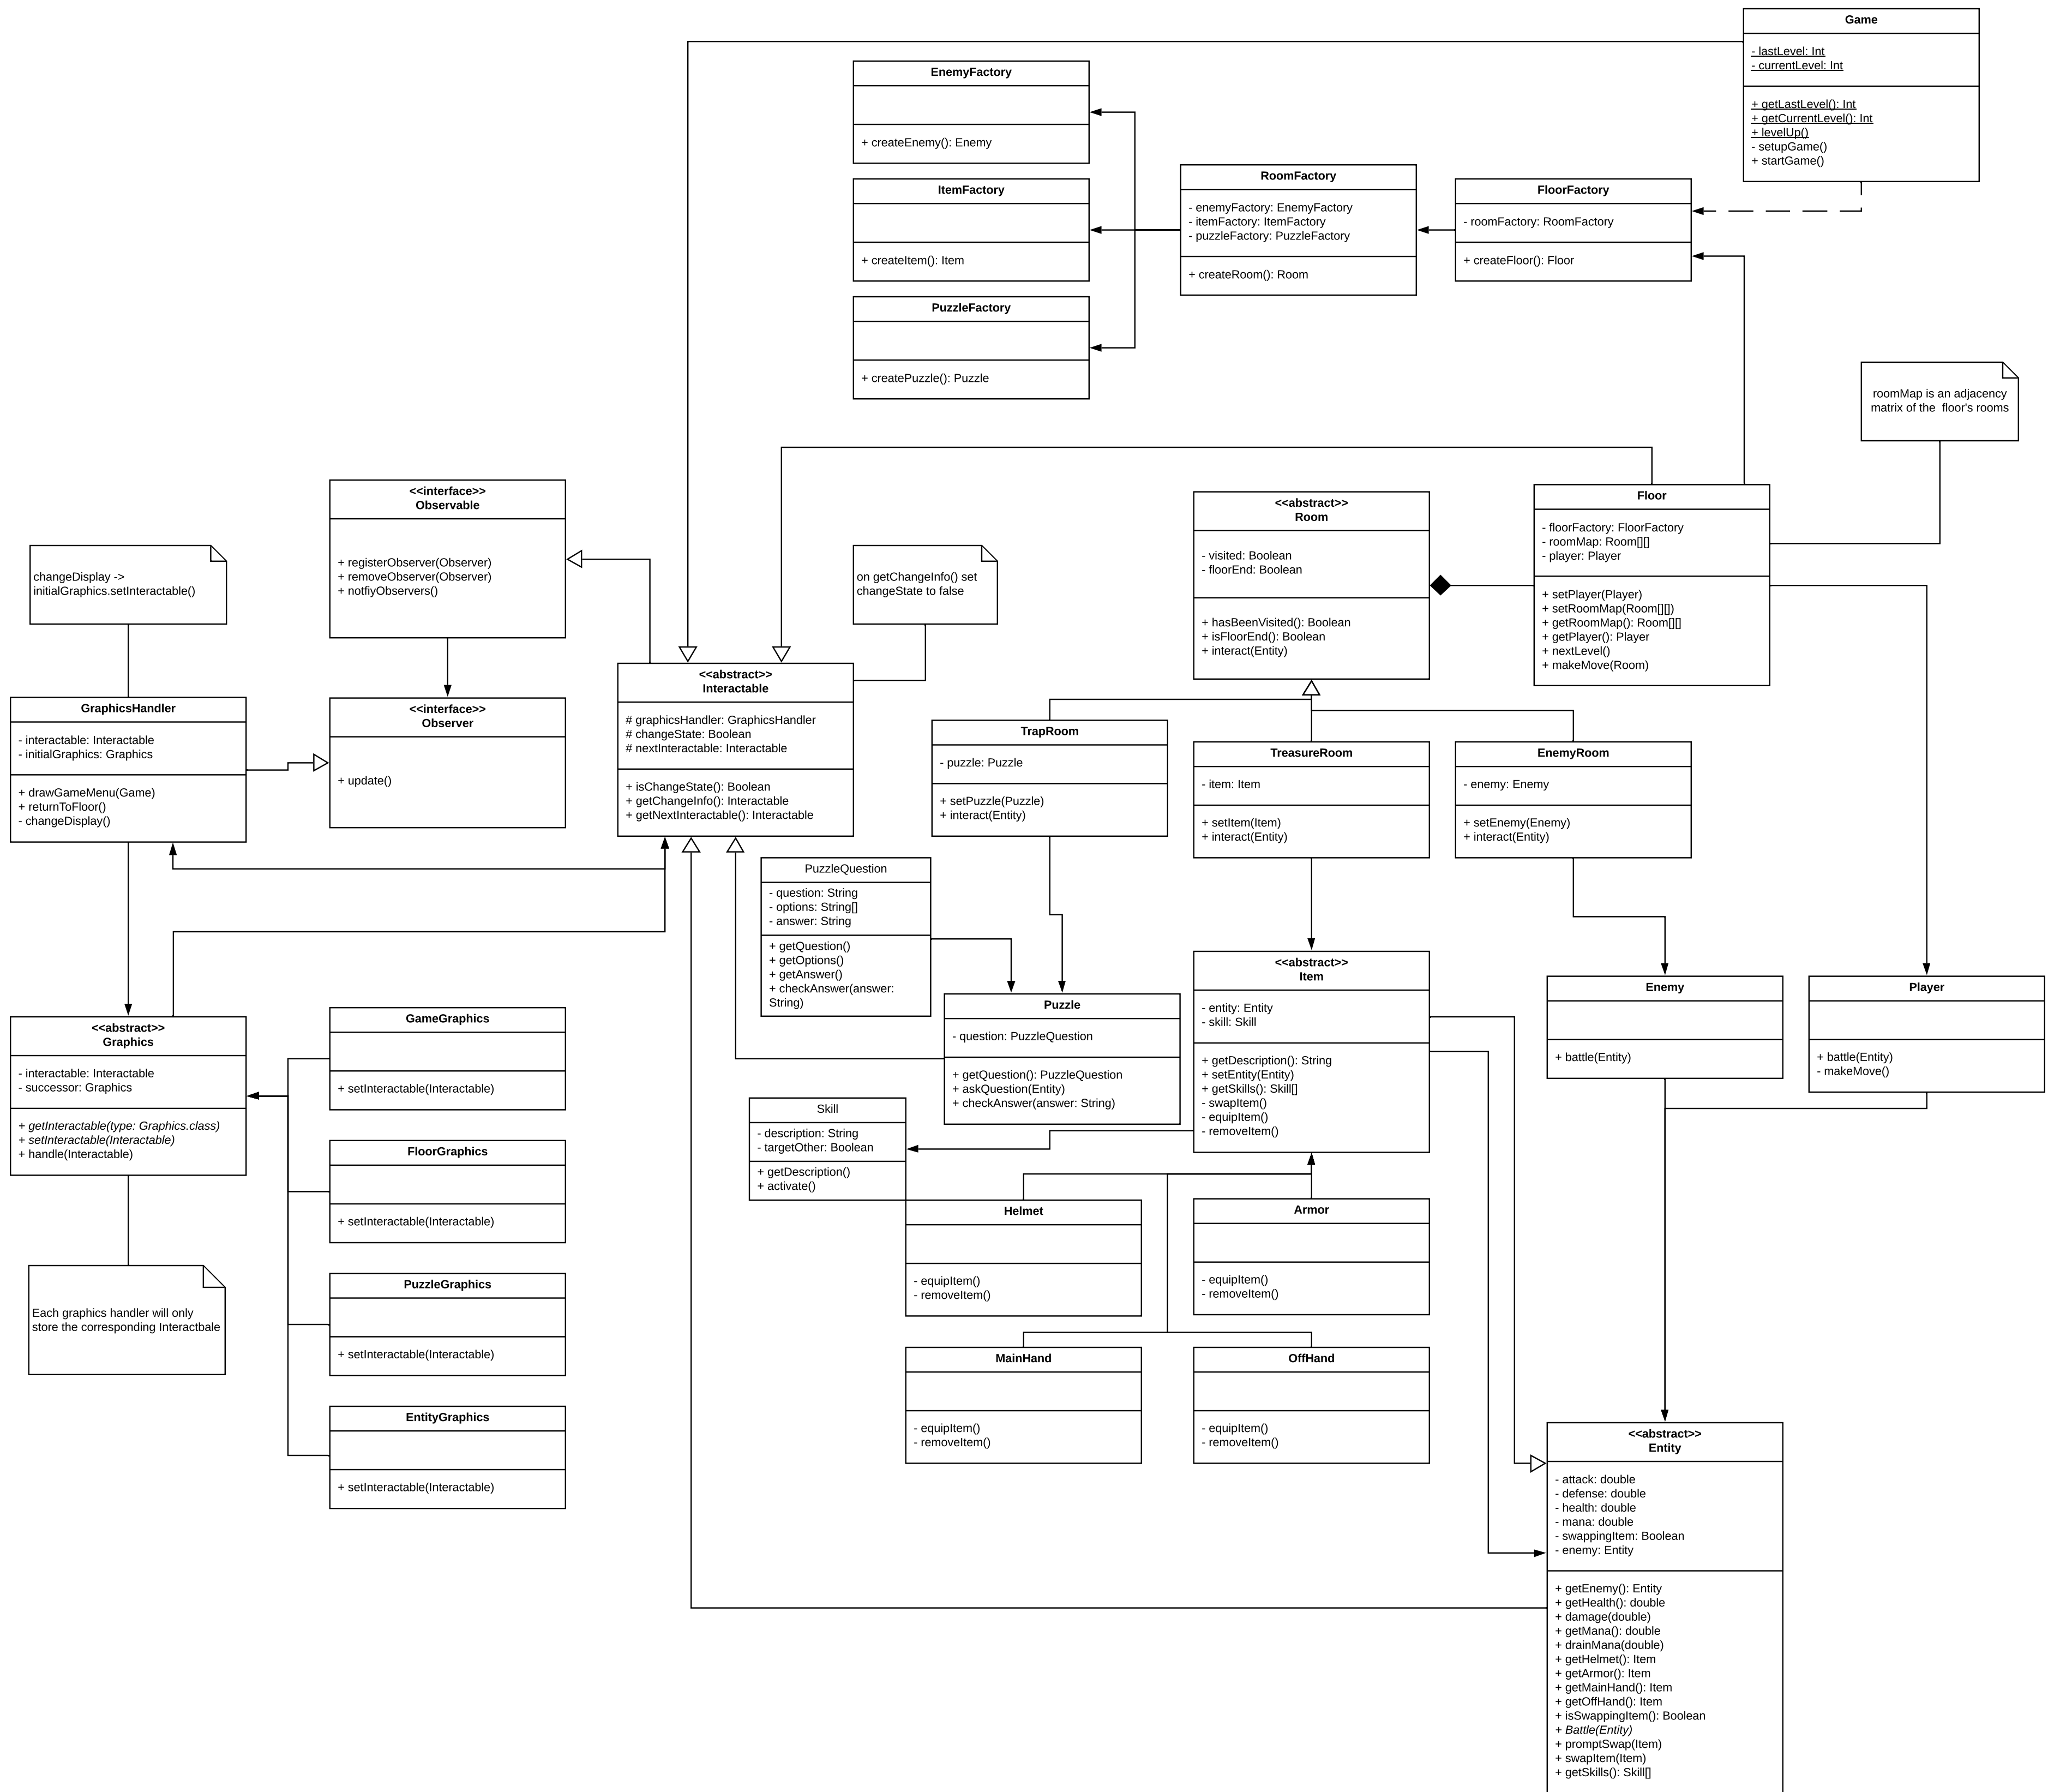 Game
- lastLevel: Int
- currentLevel: Int
+ getLastLevel(): Int
+ getCurrentLevel(): Int
+ levelUp()
- setupGame()
+ startGame()
EnemyFactory
+ createEnemy(): Enemy
ItemFactory
+ createItem(): Item
PuzzleFactory
+ createPuzzle(): Puzzle
RoomFactory
- enemyFactory: EnemyFactory
- itemFactory: ItemFactory
- puzzleFactory: PuzzleFactory
+ createRoom(): Room
FloorFactory
- roomFactory: RoomFactory
+ createFloor(): Floor
roomMap is an adjacency
matrix of the  floor's rooms
<<interface>>
Observable
+ registerObserver(Observer)
+ removeObserver(Observer)
+ notfiyObservers()
changeDisplay ->
initialGraphics.setInteractable()
on getChangeInfo() set
changeState to false
<<abstract>>
Room
- visited: Boolean
- floorEnd: Boolean
+ hasBeenVisited(): Boolean
+ isFloorEnd(): Boolean
+ interact(Entity)
Floor
- floorFactory: FloorFactory
- roomMap: Room[][]
- player: Player
+ setPlayer(Player)
+ setRoomMap(Room[][])
+ getRoomMap(): Room[][]
+ getPlayer(): Player
+ nextLevel()
+ makeMove(Room)
GraphicsHandler
- interactable: Interactable
- initialGraphics: Graphics
+ drawGameMenu(Game)
+ returnToFloor()
- changeDisplay()
<<interface>>
Observer
+ update()
<<abstract>>
Interactable
# graphicsHandler: GraphicsHandler
# changeState: Boolean
# nextInteractable: Interactable
+ isChangeState(): Boolean
+ getChangeInfo(): Interactable
+ getNextInteractable(): Interactable
TrapRoom
- puzzle: Puzzle
+ setPuzzle(Puzzle)
+ interact(Entity)
TreasureRoom
- item: Item
+ setItem(Item)
+ interact(Entity)
EnemyRoom
- enemy: Enemy
+ setEnemy(Enemy)
+ interact(Entity)
PuzzleQuestion
- question: String
- options: String[]
- answer: String
+ getQuestion()
+ getOptions()
+ getAnswer()
+ checkAnswer(answer:
String)
Puzzle
- question: PuzzleQuestion
+ getQuestion(): PuzzleQuestion
+ askQuestion(Entity)
+ checkAnswer(answer: String)
<<abstract>>
Item
- entity: Entity
- skill: Skill
+ getDescription(): String
+ setEntity(Entity)
+ getSkills(): Skill[]
- swapItem()
- equipItem()
- removeItem()
Enemy
+ battle(Entity)
Player
+ battle(Entity)
- makeMove()
<<abstract>>
Graphics
- interactable: Interactable
- successor: Graphics
+ getInteractable(type: Graphics.class)
+ setInteractable(Interactable)
+ handle(Interactable)
GameGraphics
+ setInteractable(Interactable)
FloorGraphics
+ setInteractable(Interactable)
PuzzleGraphics
+ setInteractable(Interactable)
EntityGraphics
+ setInteractable(Interactable)
Each graphics handler will only
store the corresponding Interactbale
Skill
- description: String
- targetOther: Boolean
+ getDescription()
+ activate()
Helmet
- equipItem()
- removeItem()
Armor
- equipItem()
- removeItem()
MainHand
- equipItem()
- removeItem()
OffHand
- equipItem()
- removeItem()
<<abstract>>
Entity
- attack: double
- defense: double
- health: double
- mana: double
- swappingItem: Boolean
- enemy: Entity
+ getEnemy(): Entity
+ getHealth(): double
+ damage(double)
+ getMana(): double
+ drainMana(double)
+ getHelmet(): Item
+ getArmor(): Item
+ getMainHand(): Item
+ getOffHand(): Item
+ isSwappingItem(): Boolean
+ Battle(Entity)
+ promptSwap(Item)
+ swapItem(Item)
+ getSkills(): Skill[]